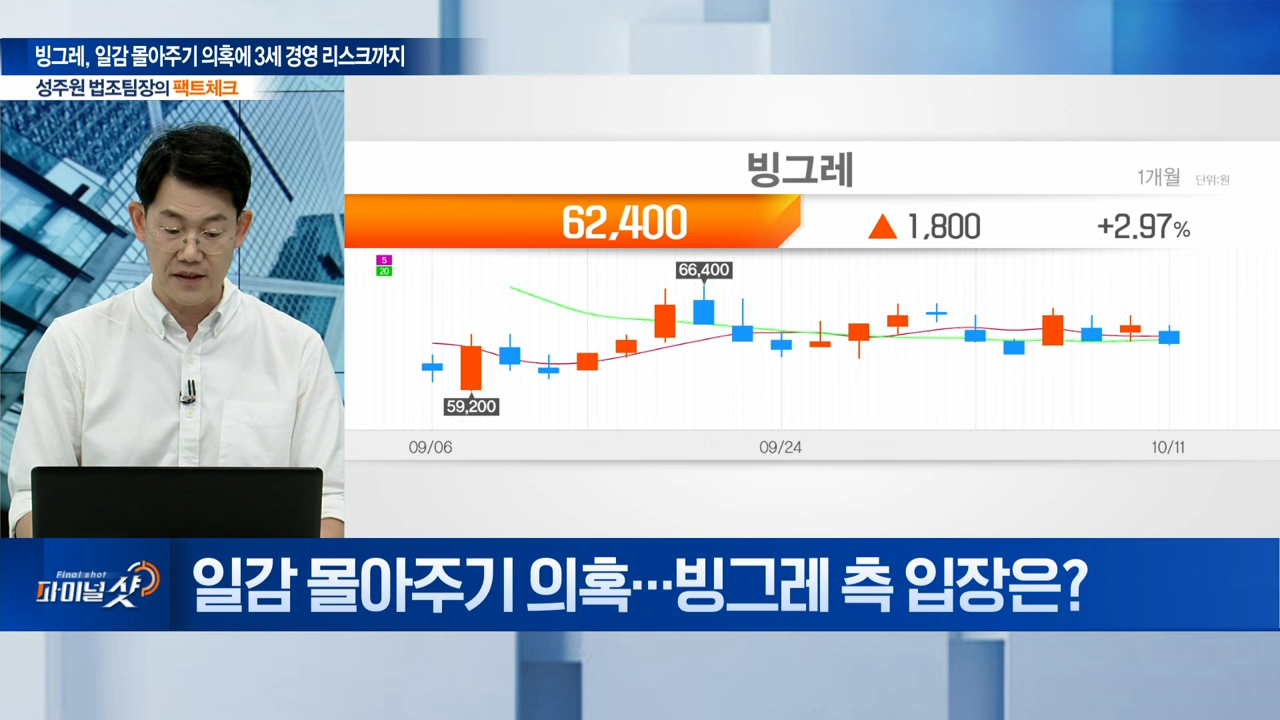 빙그레, 일감 몰아주기 의혹에 3세 경영 리스크까지
성주원 법조팀장의 팩트체크
빙그레
1개월 단위:원
62,400 ▲ 1,800 +2.97%
5
20
66,400
59,200
09/06 09/24 10/11
Final shot
파이널샷
일감 몰아주기 의혹…빙그레 측 입장은?